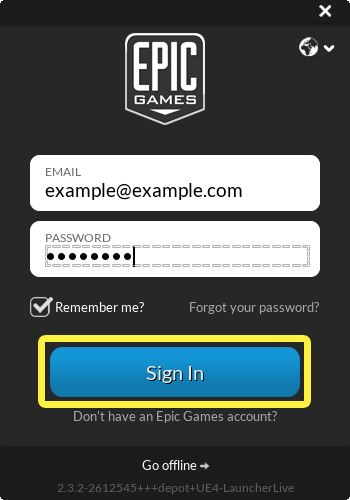 EPIC
GAMES
EMAIL
example@example.com
PASSWORD
Remember me?
Forgot your password?
Sign In
Don't have an Epic Games account?
Go offline
2.3.2-2612545+++depot+UE4-LauncherLive